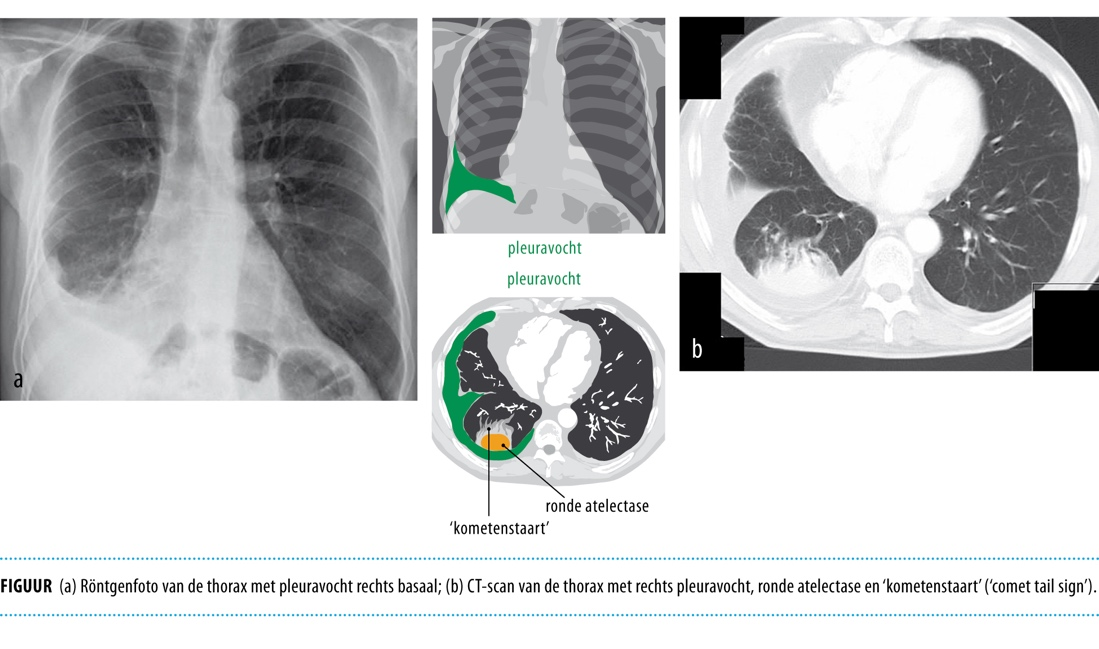 a
pleuravocht
pleuravocht
ronde atelectase
‘kometenstaart’
b
FIGUUR (a) Röntgenfoto van de thorax met pleuravocht rechts basaal; (b) CT-scan van de thorax met rechts pleuravocht, ronde atelectase en ‘kometenstaart’ (‘comet tail sign’).